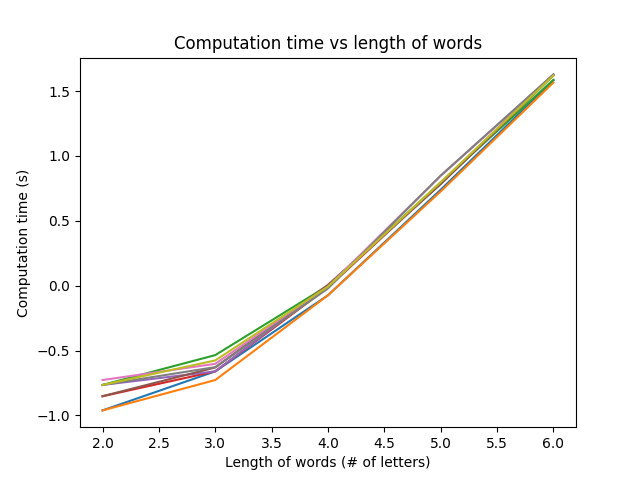 Computation time vs length of words
1.5
1.0
0.5
0.0
−0.5
−1.0
Computation time (s)
2.0 2.5 3.0 3.5 4.0 4.5 5.0 5.5 6.0
Length of words (# of letters)